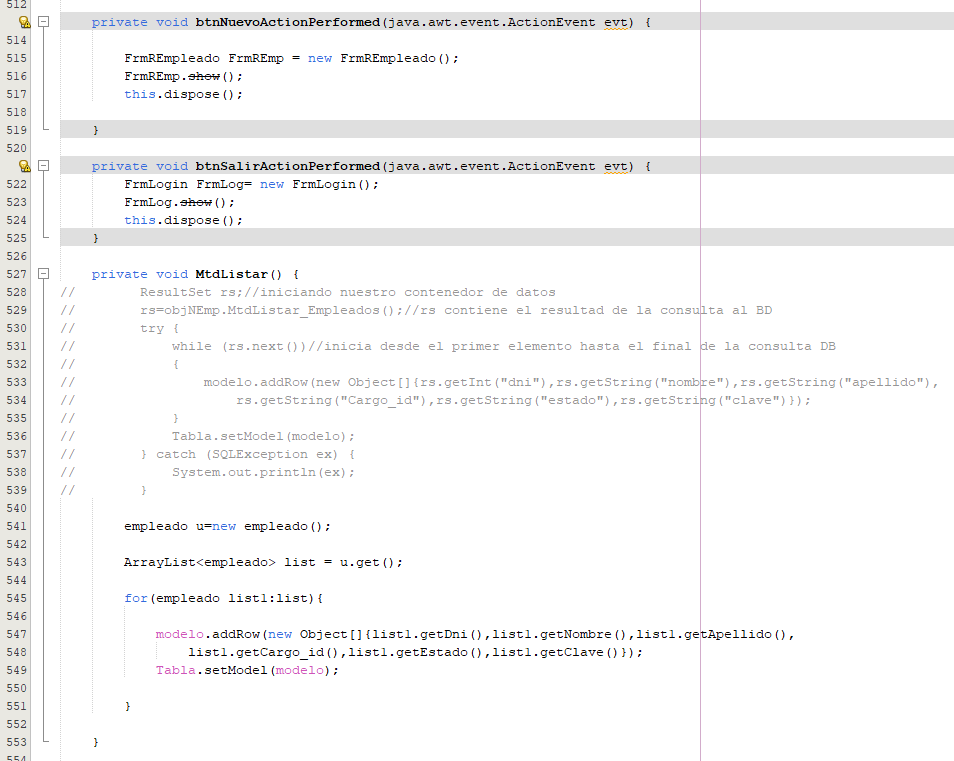 512
    private void btnNuevoActionPerformed(java.awt.event.ActionEvent evt) {
514
515        FrmREmpleado FrmREmp = new FrmREmpleado();
516        FrmREmp.show();
517        this.dispose();
518
519    }
520
    private void btnSalirActionPerformed(java.awt.event.ActionEvent evt) {
522        FrmLogin FrmLog= new FrmLogin();
523        FrmLog.show();
524        this.dispose();
525    }
526
527    private void MtdListar() {
528 //        ResultSet rs;//iniciando nuestro contenedor de datos
529 //        rs=objNEmp.MtdListar_Empleados();//rs contiene el resultad de la consulta al BD
530 //        try {
531 //            while (rs.next())//inicia desde el primer elemento hasta el final de la consulta DB
532 //            {
533 //                modelo.addRow(new Object[]{rs.getInt("dni"),rs.getString("nombre"),rs.getString("apellido"),
534 //                    rs.getString("Cargo_id"),rs.getString("estado"),rs.getString("clave")});
535 //            }
536 //            Tabla.setModel(modelo);
537 //        } catch (SQLException ex) {
538 //            System.out.println(ex);
539 //        }
540
541        empleado u=new empleado();
542
543        ArrayList<empleado> list = u.get();
544
545        for(empleado list1:list){
546
547            modelo.addRow(new Object[]{list1.getDni(),list1.getNombre(),list1.getApellido(),
548                list1.getCargo_id(),list1.getEstado(),list1.getClave()});
549            Tabla.setModel(modelo);
550
551        }
552
553    }
554